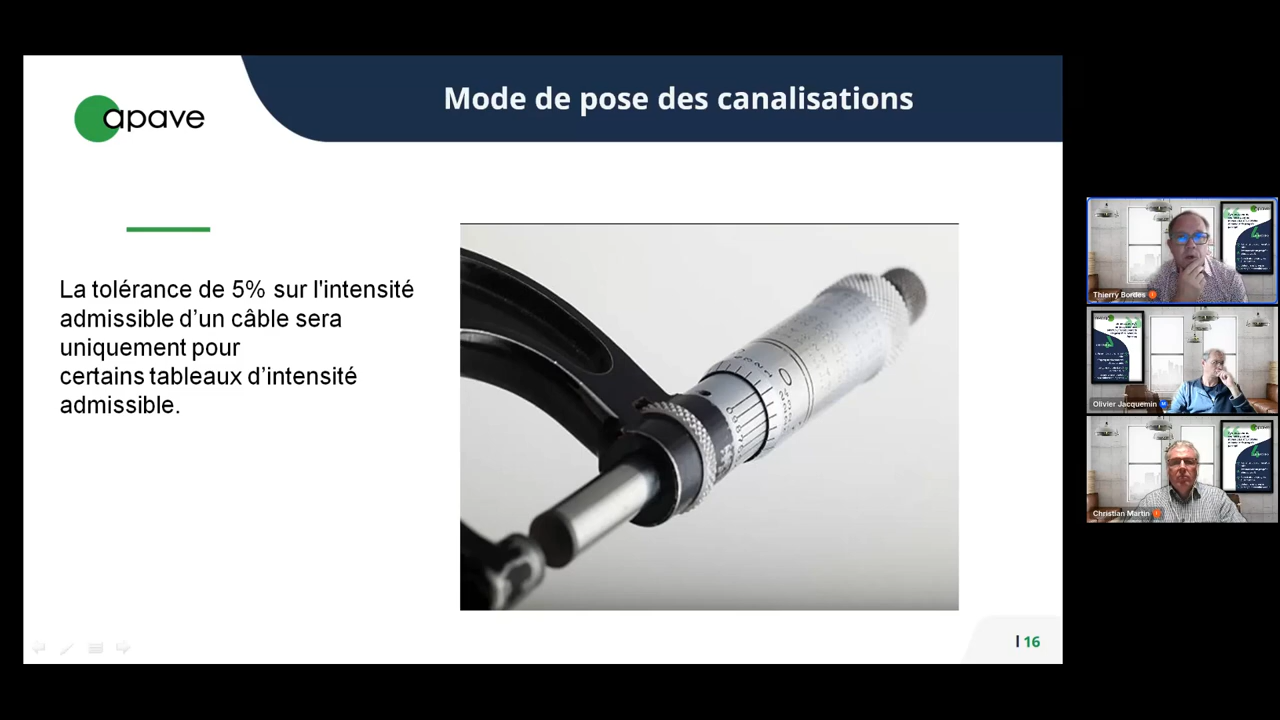 apave
Mode de pose des canalisations
La tolérance de 5% sur l'intensité
admissible d’un câble sera
uniquement pour
certains tableaux d’intensité
admissible.
16
Thierry Bordes
Olivier Jacquemin
Christian Martin